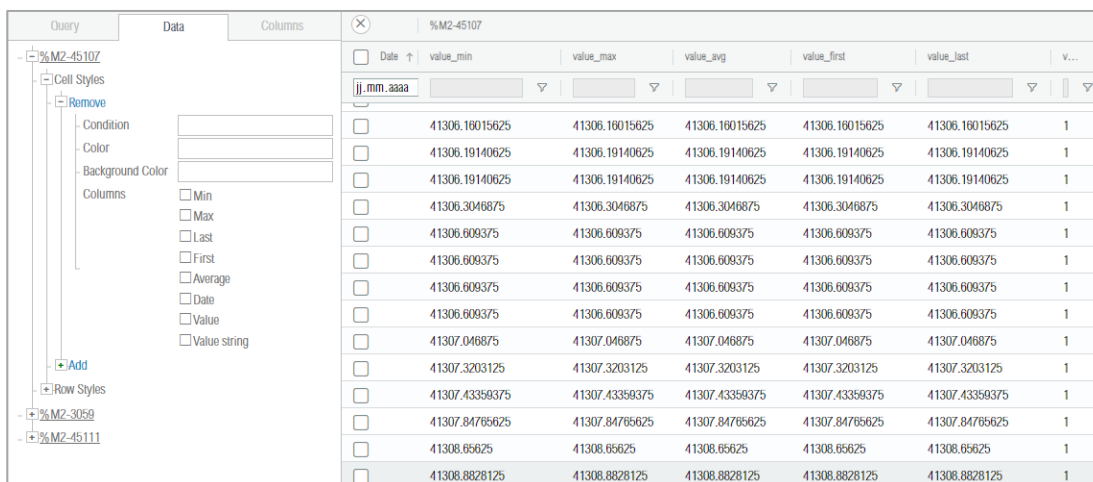 Query Data Columns
%M2-45107
Cell Styles
Remove
Condition
Color
Background Color
Columns
Min
Max
Last
First
Average
Date
Value
Value string
Add
Row Styles
%M2-3059
%M2-45111
%M2-45107
Date ↑ value_min value_max value_avg value_first value_last v...
jj.mm.aaaa
41306.16015625 41306.16015625 41306.16015625 41306.16015625 41306.16015625 1
41306.19140625 41306.19140625 41306.19140625 41306.19140625 41306.19140625 1
41306.19140625 41306.19140625 41306.19140625 41306.19140625 41306.19140625 1
41306.3046875 41306.3046875 41306.3046875 41306.3046875 41306.3046875 1
41306.609375 41306.609375 41306.609375 41306.609375 41306.609375 1
41306.609375 41306.609375 41306.609375 41306.609375 41306.609375 1
41306.609375 41306.609375 41306.609375 41306.609375 41306.609375 1
41306.609375 41306.609375 41306.609375 41306.609375 41306.609375 1
41307.046875 41307.046875 41307.046875 41307.046875 41307.046875 1
41307.3203125 41307.3203125 41307.3203125 41307.3203125 41307.3203125 1
41307.43359375 41307.43359375 41307.43359375 41307.43359375 41307.43359375 1
41307.84765625 41307.84765625 41307.84765625 41307.84765625 41307.84765625 1
41308.65625 41308.65625 41308.65625 41308.65625 41308.65625 1
41308.8828125 41308.8828125 41308.8828125 41308.8828125 41308.8828125 1